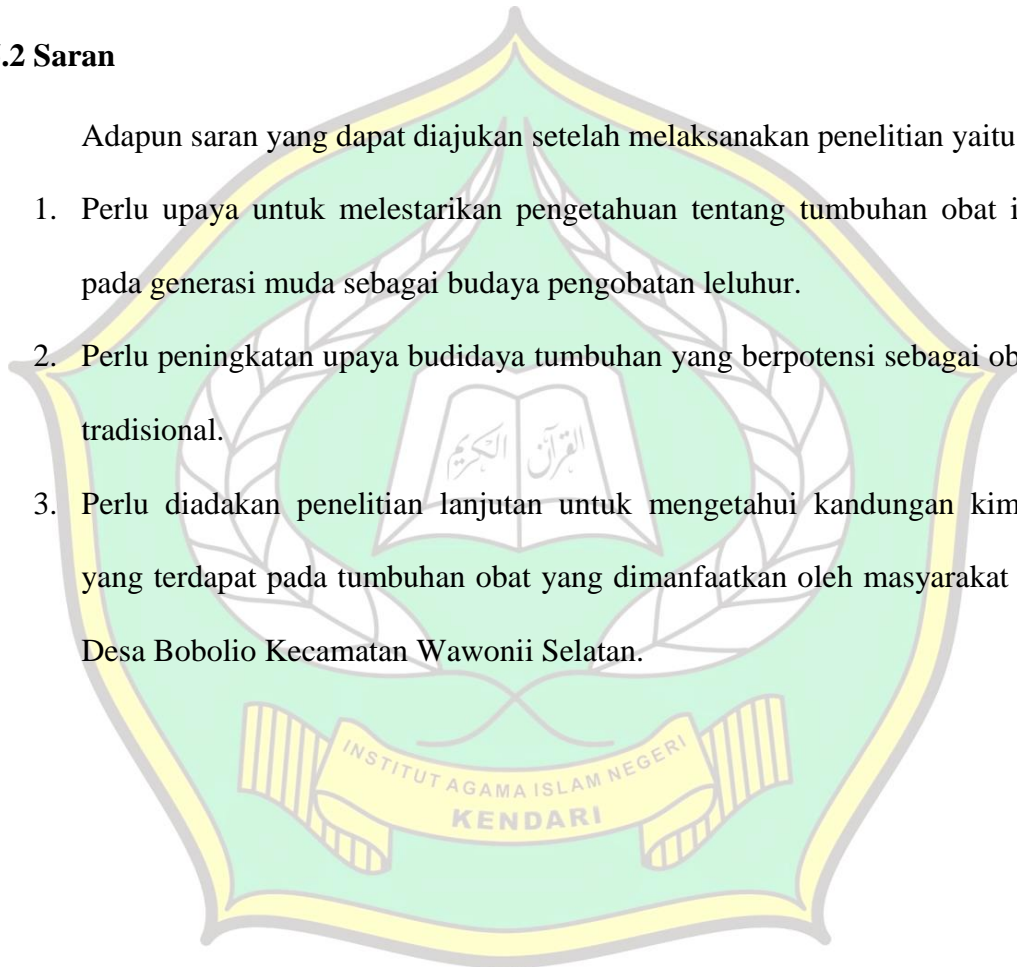 .2 Saran
Adapun saran yang dapat diajukan setelah melaksanakan penelitian yaitu
1. Perlu upaya untuk melestarikan pengetahuan tentang tumbuhan obat
pada generasi muda sebagai budaya pengobatan leluhur.
2. Perlu peningkatan upaya budidaya tumbuhan yang berpotensi sebagai
tradisional.
3. Perlu diadakan penelitian lanjutan untuk mengetahui kandungan
yang terdapat pada tumbuhan obat yang dimanfaatkan oleh masyarakat
Desa Bobolio Kecamatan Wawonii Selatan.
القرآن الكريم
INSTITUT AGAMA ISLAM NEGERI
KENDARI